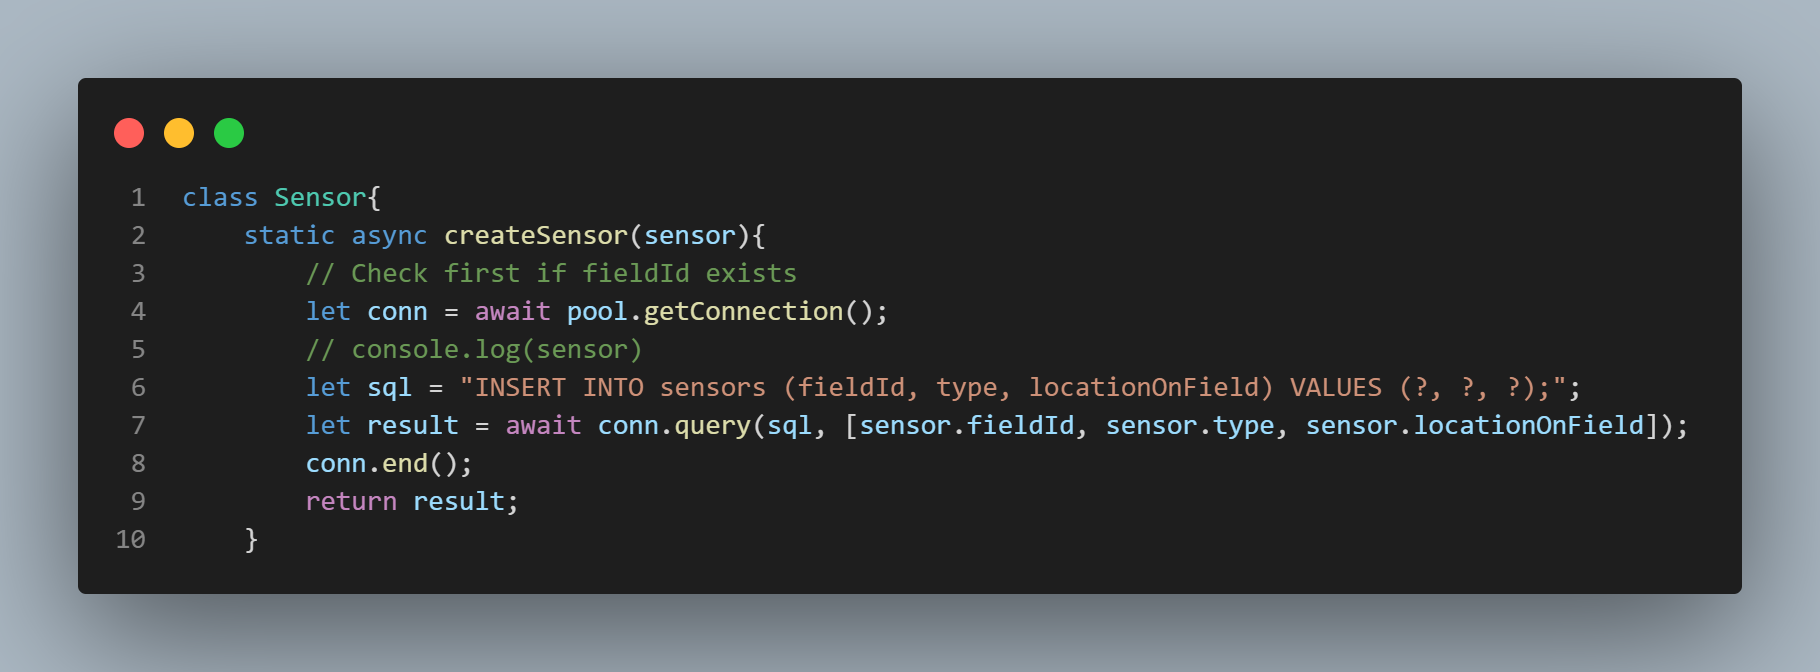 1 class Sensor{
2     static async createSensor(sensor){
3         // Check first if fieldId exists
4         let conn = await pool.getConnection();
5         // console.log(sensor)
6         let sql = "INSERT INTO sensors (fieldId, type, locationOnField) VALUES (?, ?, ?);";
7         let result = await conn.query(sql, [sensor.fieldId, sensor.type, sensor.locationOnField]);
8         conn.end();
9         return result;
10     }